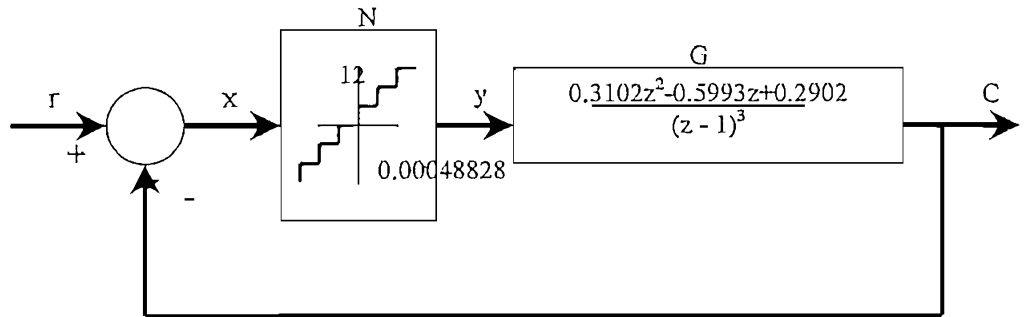 N
12
0.00048828
G
0.3102z²-0.5993z+0.2902
(z - 1)³
r
+
-
x
y
C